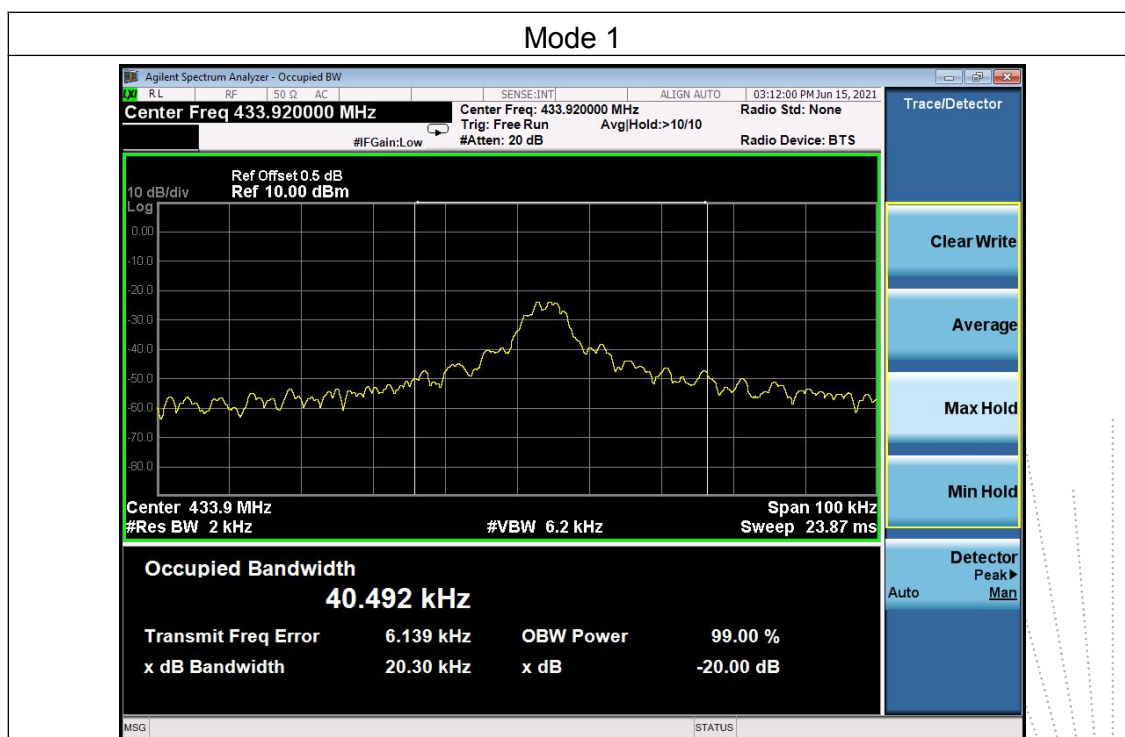 Mode 1
Agilent Spectrum Analyzer - Occupied BW
LXI RL RF 50 Ω AC SENSE:INT ALIGN AUTO 03:12:00 PM Jun 15, 2021
Center Freq 433.920000 MHz
Center Freq: 433.920000 MHz Radio Std: None
Trig: Free Run Avg|Hold:>10/10
#IFGain:Low #Atten: 20 dB Radio Device: BTS
Trace/Detector
Ref Offset 0.5 dB
10 dB/div Ref 10.00 dBm
Log
0.00
-10.0
-20.0
-30.0
-40.0
-50.0
-60.0
-70.0
-80.0
Center 433.9 MHz Span 100 kHz
#Res BW 2 kHz #VBW 6.2 kHz Sweep 23.87 ms
Occupied Bandwidth
40.492 kHz
Transmit Freq Error 6.139 kHz OBW Power 99.00 %
x dB Bandwidth 20.30 kHz x dB -20.00 dB
Clear Write
Average
Max Hold
Min Hold
Detector
Peak▶
Auto Man
MSG STATUS